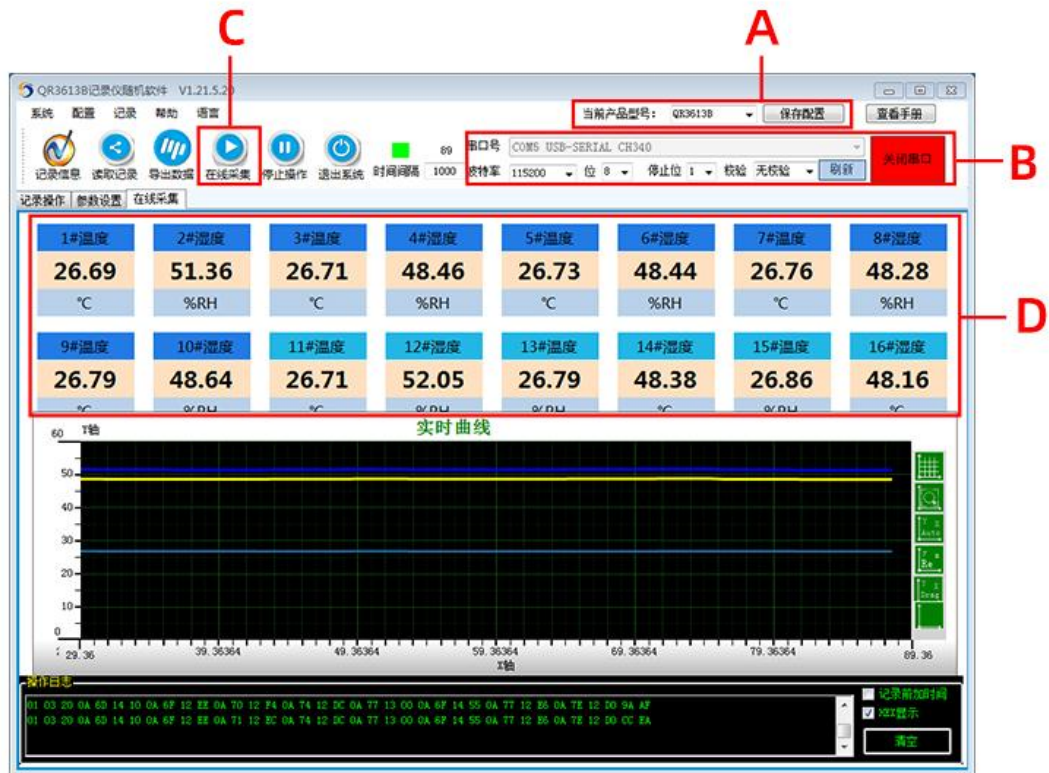 C
A
QR3613B记录仪随机软件 V1.21.5.20
系统 配置 记录 帮助 语言
当前产品型号: QR3613B 保存配置 查看手册
89 串口号 COM5 USB-SERIAL CH340 关闭串口
B
记录信息 读取记录 导出数据 在线采集 停止操作 退出系统 时间间隔 1000 波特率 115200 位 8 停止位 1 校验 无校验 刷新
记录操作 参数设置 在线采集
1#温度 2#湿度 3#温度 4#湿度 5#温度 6#湿度 7#温度 8#湿度
26.69 51.36 26.71 48.46 26.73 48.44 26.76 48.28
℃ %RH ℃ %RH ℃ %RH ℃ %RH
D
9#温度 10#湿度 11#温度 12#湿度 13#温度 14#湿度 15#温度 16#湿度
26.79 48.64 26.71 52.05 26.79 48.38 26.86 48.16
℃ %RH ℃ %RH %RH ℃ %RH ℃
60 Y轴 实时曲线
50
40
30
20
10
0
29.36 39.36364 49.36364 59.36364 69.36364 79.36364 89.36
X轴
操作日志
记录前加时间
01 03 20 0A 6D 14 10 0A 6F 12 EE 0A 70 12 F4 0A 74 12 DC 0A 77 13 00 0A 6F 14 55 0A 77 12 E6 0A 7E 12 D0 9A AF
01 03 20 0A 6D 14 10 0A 6F 12 E8 0A 71 12 EC 0A 74 12 DC 0A 77 13 00 0A 6F 14 55 0A 77 12 E6 0A 7E 12 D0 CC EA
HEX显示
清空